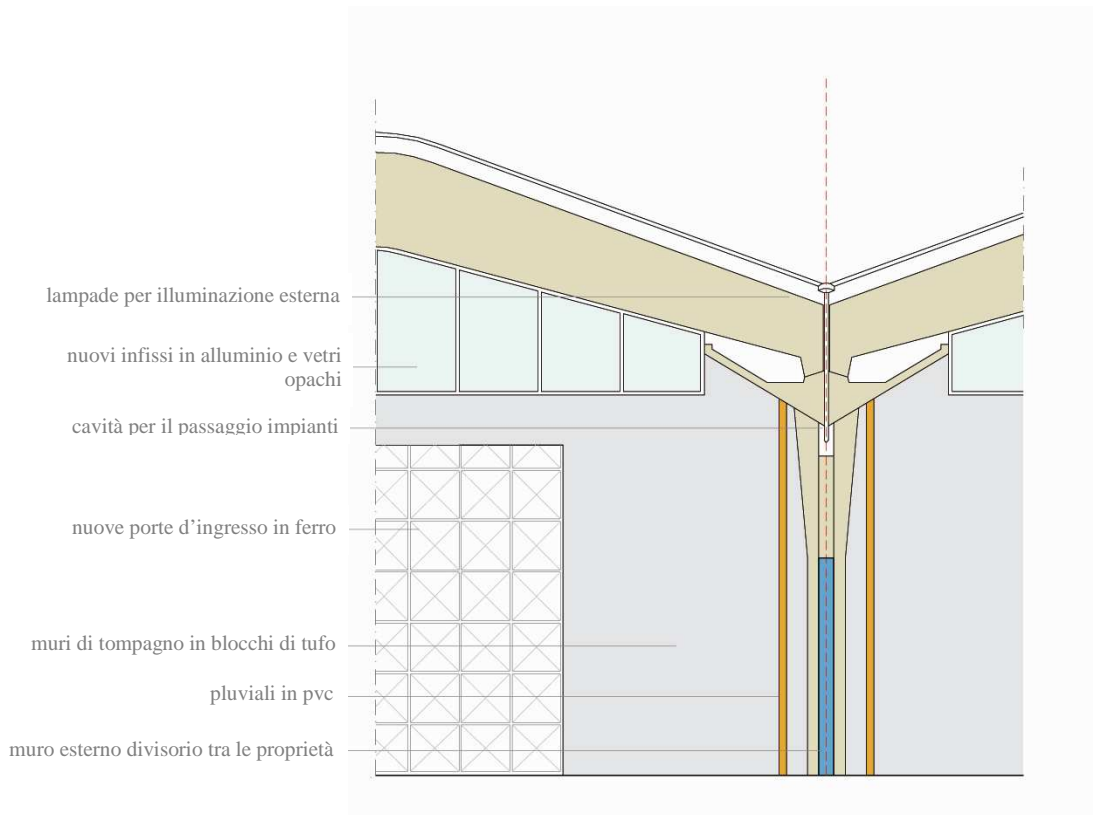 lampade per illuminazione esterna
nuovi infissi in alluminio e vetri
opachi
cavità per il passaggio impianti
nuove porte d’ingresso in ferro
muri di tompagno in blocchi di tufo
pluviali in pvc
muro esterno divisorio tra le proprietà